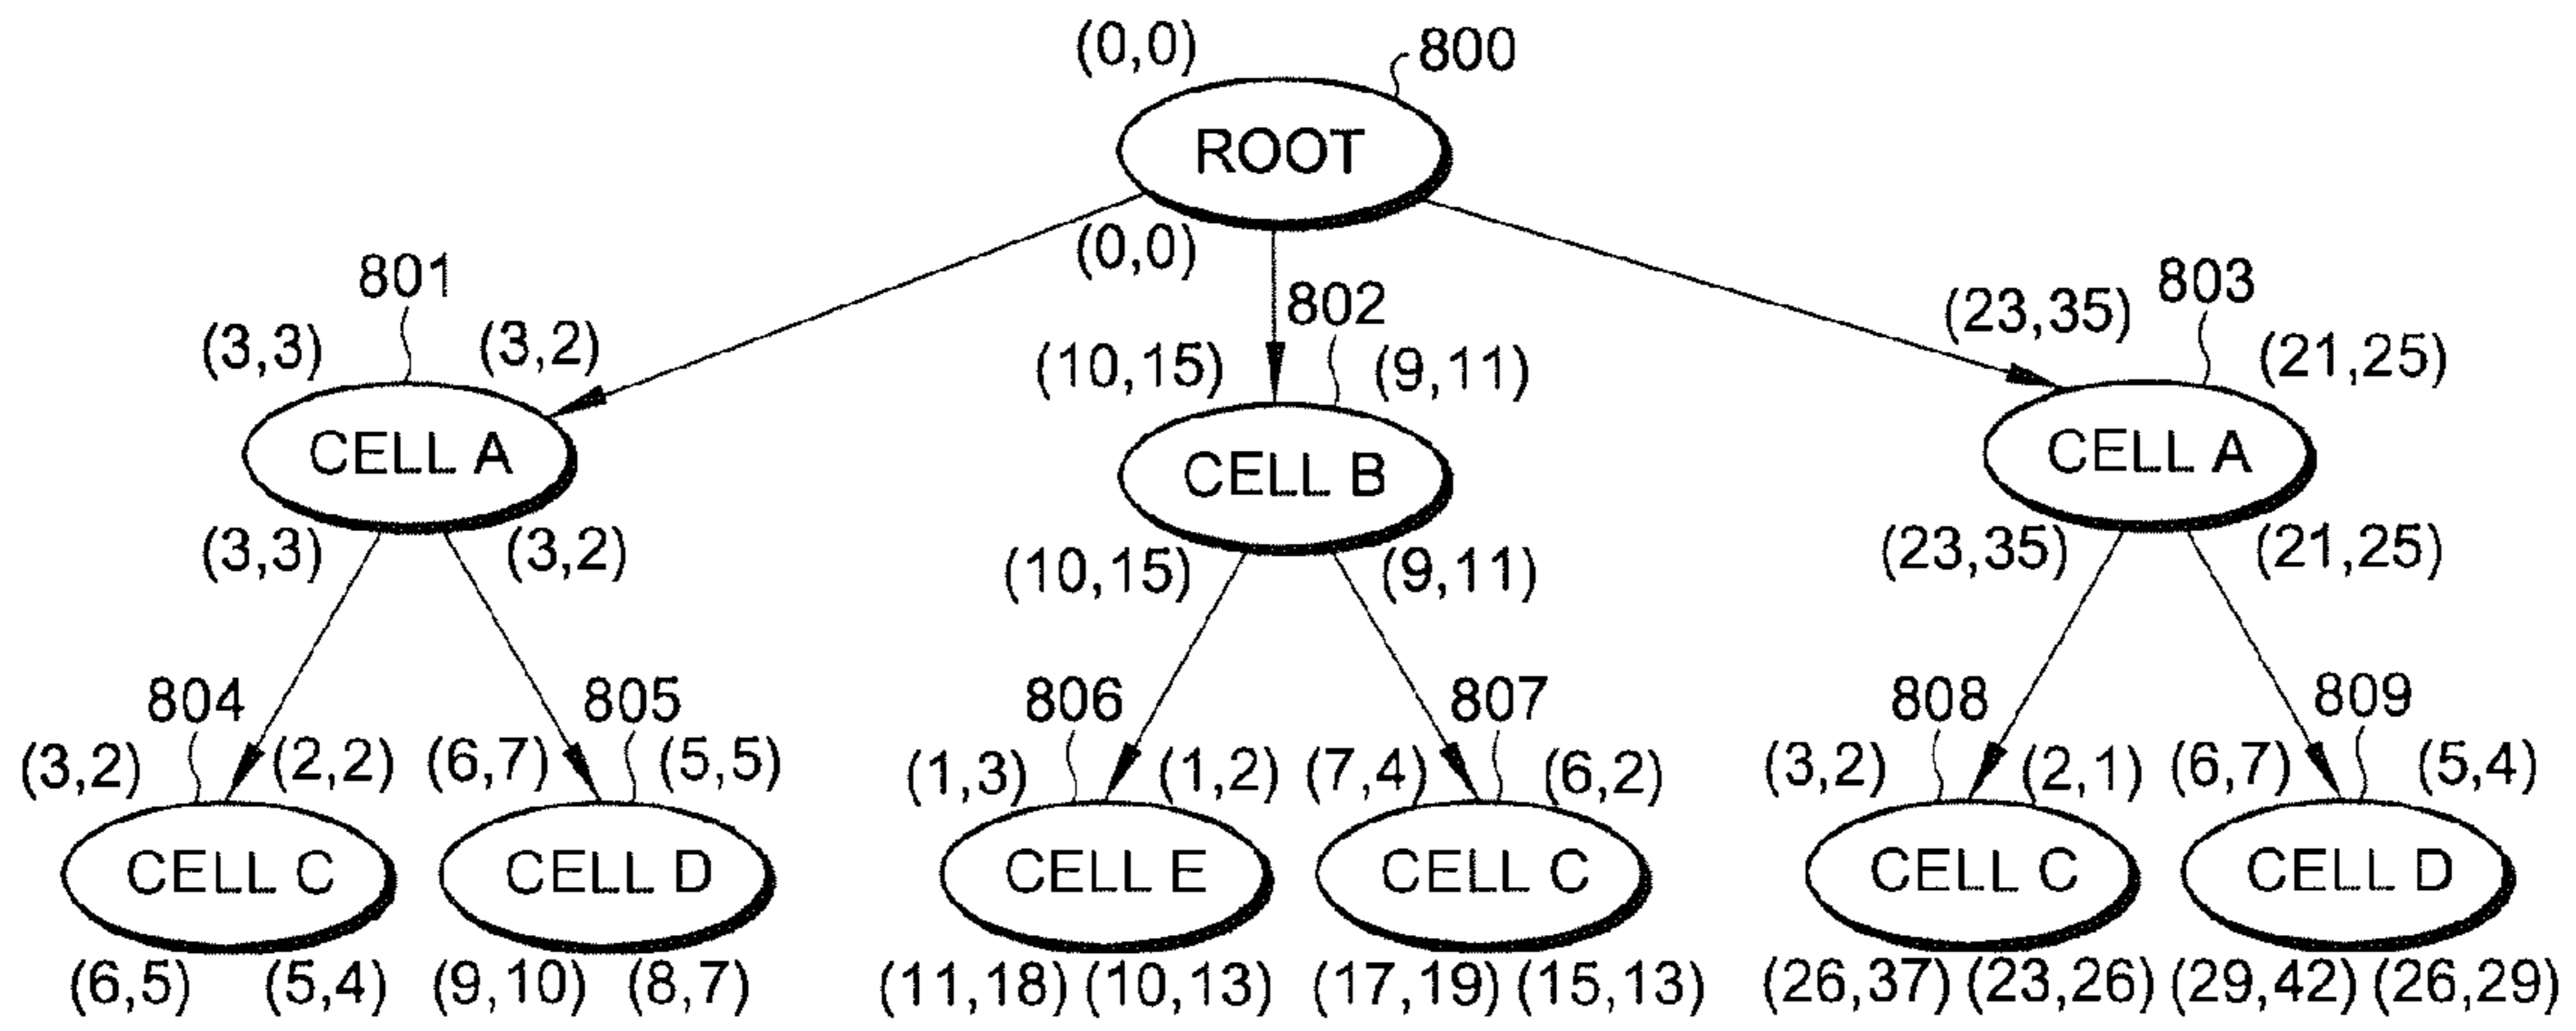 (0,0) 800
ROOT
(0,0)
801 802 803
(3,3) (3,2) (10,15) (9,11) (23,35) (21,25)
CELL A CELL B CELL A
(3,3) (3,2) (10,15) (9,11) (23,35) (21,25)
804 805 806 807 808 809
(3,2) (2,2) (6,7) (5,5) (1,3) (1,2) (7,4) (6,2) (3,2) (2,1) (6,7) (5,4)
CELL C CELL D CELL E CELL C CELL C CELL D
(6,5) (5,4) (9,10) (8,7) (11,18) (10,13) (17,19) (15,13) (26,37) (23,26) (29,42) (26,29)